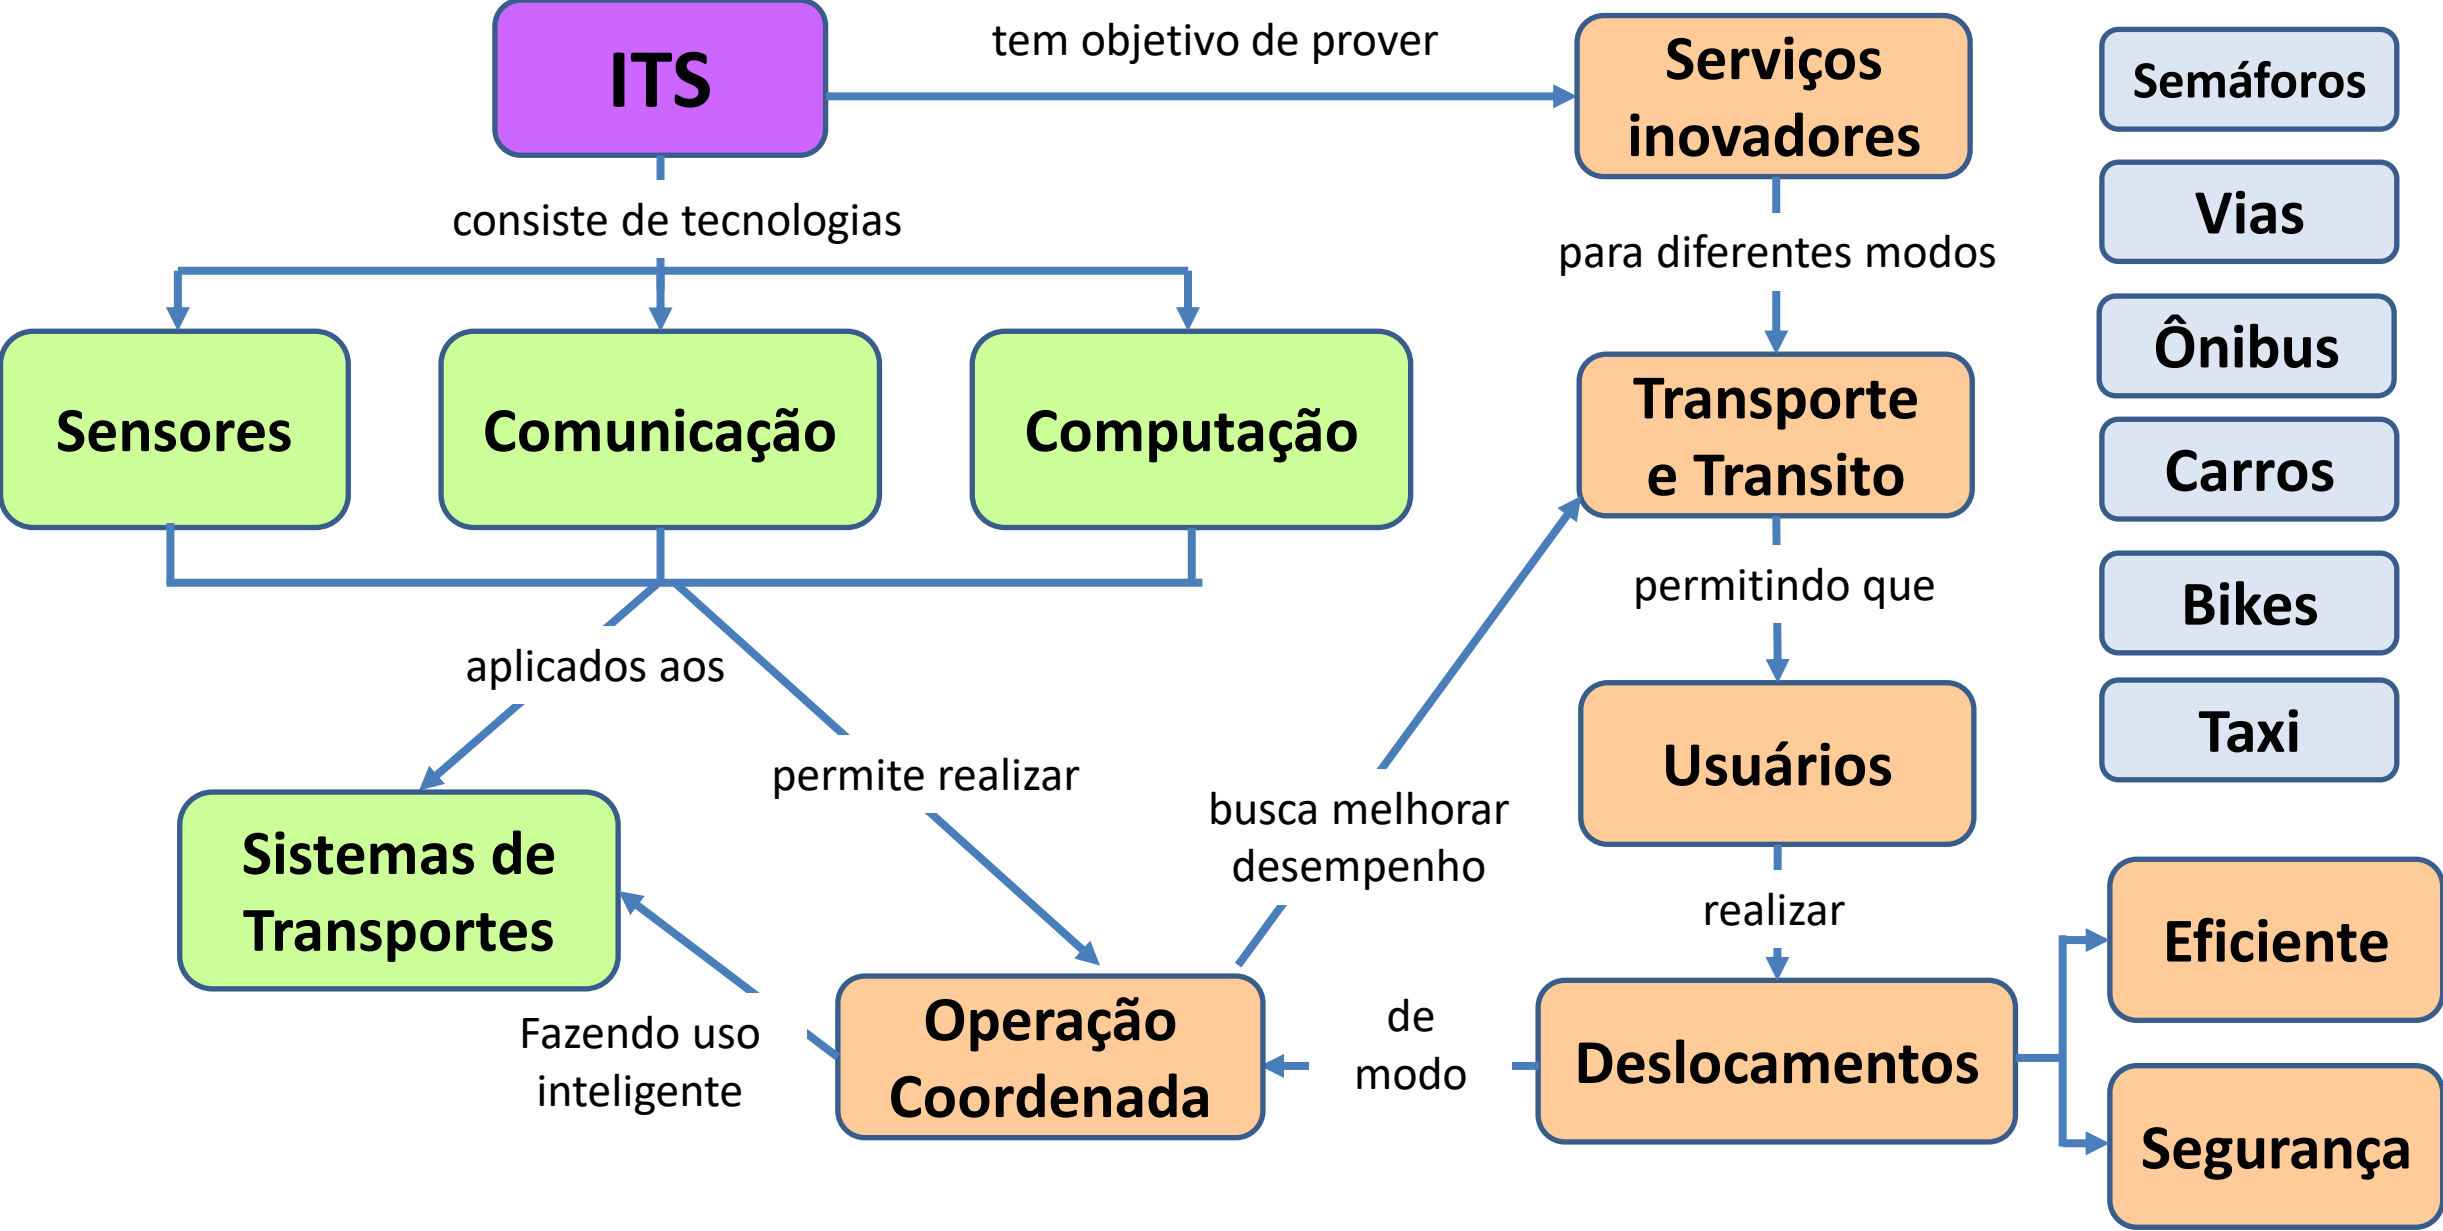 ITS
tem objetivo de prover
Serviços
inovadores
Semáforos
consiste de tecnologias
para diferentes modos
Vias
Ônibus
Sensores
Comunicação
Computação
Transporte
e Transito
Carros
permitindo que
Bikes
aplicados aos
permite realizar
busca melhorar
desempenho
Usuários
Taxi
Sistemas de
Transportes
realizar
Eficiente
Fazendo uso
inteligente
Operação
Coordenada
de
modo
Deslocamentos
Segurança